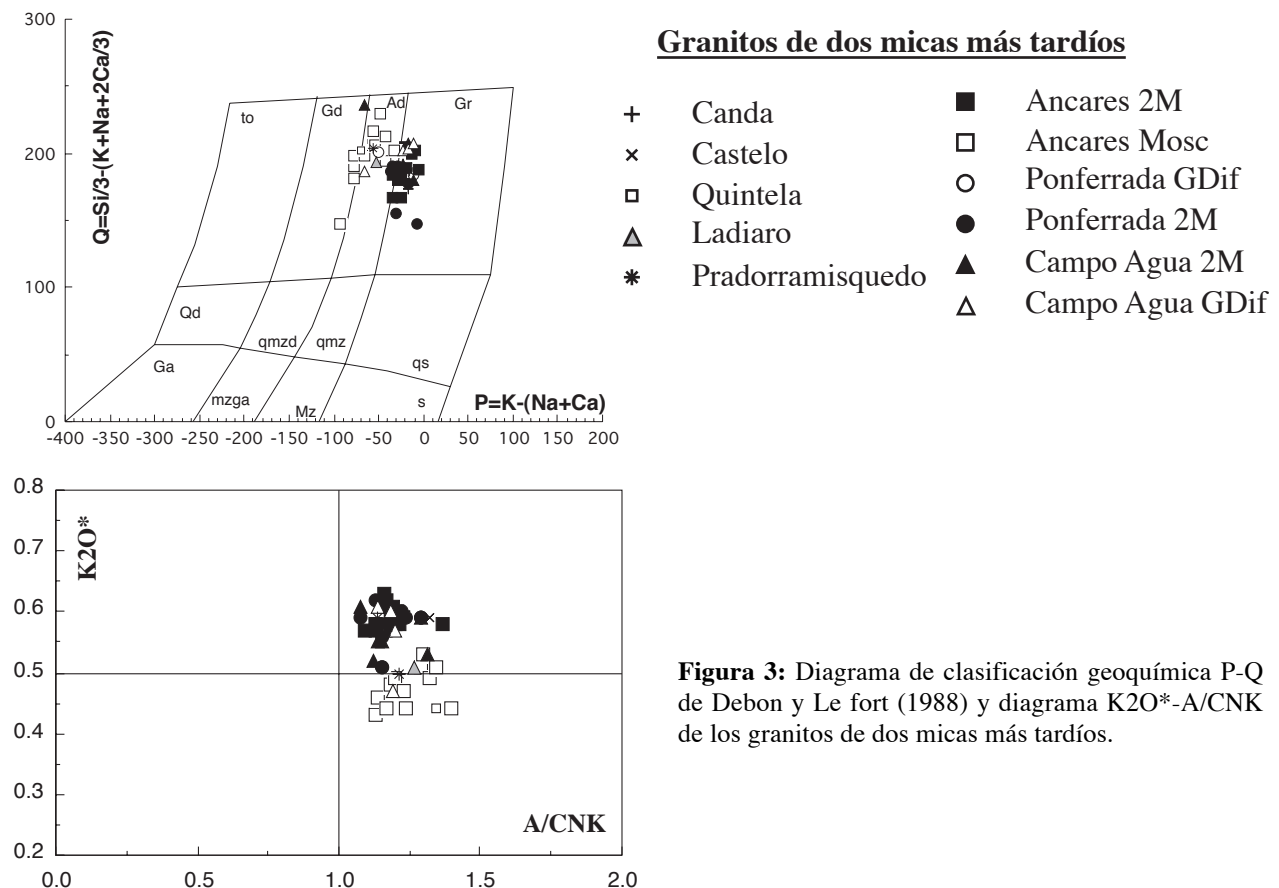 300
Q=Si/3-(K+Na+2Ca/3)
200
100
0
to
Gd
Ad
Gr
Qd
qmzd
qmz
qs
Ga
mzga
Mz
s
P=K-(Na+Ca)
-400 -350 -300 -250 -200 -150 -100 -50 0 50 100 150 200
Granitos de dos micas más tardíos
Canda
Castelo
Quintela
Ladiaro
Pradorramisquedo
Ancares 2M
Ancares Mosc
Ponferrada GDif
Ponferrada 2M
Campo Agua 2M
Campo Agua GDif
0.8
K2O*
0.7
0.6
0.5
0.4
0.3
0.2
A/CNK
0.0 0.5 1.0 1.5 2.0
Figura 3: Diagrama de clasificación geoquímica P-Q
de Debon y Le fort (1988) y diagrama K2O*-A/CNK
de los granitos de dos micas más tardíos.